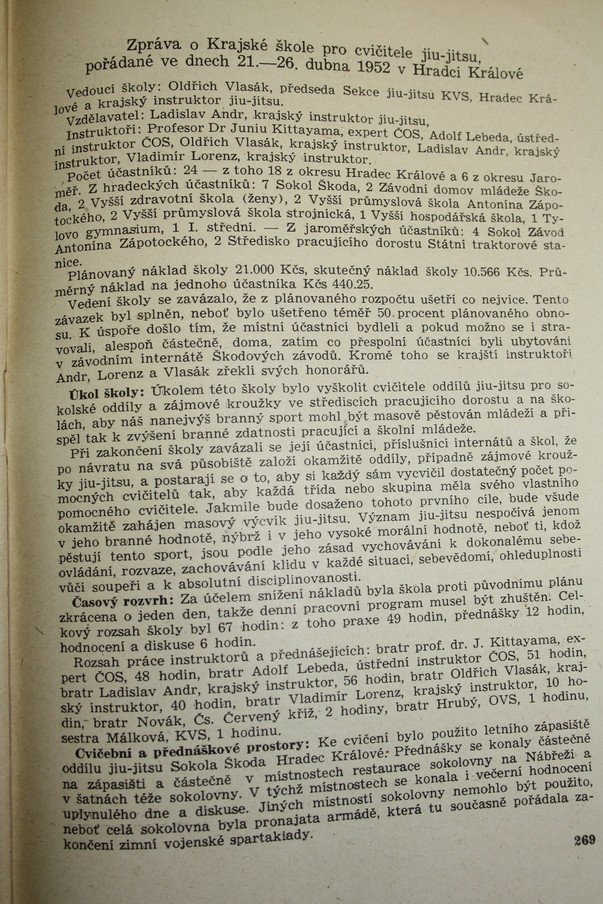 Zpráva o Krajské škole pro cvičitele jiu-jitsu,
pořádané ve dnech 21.—26. dubna 1952 v Hradci Králové
Vedoucí školy: Oldřich Vlasák, předseda Sekce jiu-jitsu KVS, Hradec Krá-
lové a krajský instruktor jiu-jitsu.
Vzdělavatel: Ladislav Andr, krajský instruktor jiu-jitsu,
Instruktoři: Profesor Dr Juniu Kittayama, expert ČOS, Adolf Lebeda, ústřed-
ní instruktor ČOS, Oldřich Vlasák, krajský instruktor, Ladislav Andr, krajský
instruktor, Vladimír Lorenz, krajský instruktor.
Počet účastníků: 24 — z toho 18 z okresu Hradec Králové a 6 z okresu Jaro-
měř. Z hradeckých účastníků: 7 Sokol Škoda, 2 Závodní domov mládeže Ško-
da, 2 Vyšší zdravotní škola (ženy), 2 Vyšší průmyslová škola Antonína Zápo-
tockého, 2 Vyšší průmyslová škola strojnická, 1 Vyšší hospodářská škola, 1 Ty-
lovo gymnasium, 1 I. střední. — Z jaroměřských účastníků: 4 Sokol Závod
Antonína Zápotockého, 2 Středisko pracujícího dorostu Státní traktorové sta-
nice.
Plánovaný náklad školy 21.000 Kčs, skutečný náklad školy 10.566 Kčs. Prů-
měrný náklad na jednoho účastníka Kčs 440.25.
Vedení školy se zavázalo, že z plánovaného rozpočtu ušetří co nejvíce. Tento
závazek byl splněn, neboť bylo ušetřeno téměř 50 procent plánovaného obno-
su. K úspoře došlo tím, že místní účastníci bydleli a pokud možno se i stra-
vovali, alespoň částečně, doma, zatím co přespolní účastníci byli ubytováni
v závodním internátě Škodových závodů. Kromě toho se krajští instruktoři
Andr, Lorenz a Vlasák zřekli svých honorářů.
Úkol školy: Úkolem této školy bylo vyškolit cvičitele oddílů jiu-jitsu pro so-
kolské oddíly a zájmové kroužky ve střediscích pracujícího dorostu a na ško-
lách, aby náš nanejvýš branný sport mohl být masově pěstován mládeží a při-
spěl tak k zvýšení branné zdatnosti pracující a školní mládeže.
Při zakončení školy zavázali se její účastníci, příslušníci internátů a škol, že
po návratu na svá působiště založí okamžitě oddíly, případně zájmové krouž-
ky jiu-jitsu, a postarají se o to, aby si každý sám vycvičil dostatečný počet po-
mocných cvičitelů tak, aby každá třída nebo skupina měla svého vlastního
pomocného cvičitele. Jakmile bude dosaženo tohoto prvního cíle, bude všude
okamžitě zahájen masový výcvik jiu-jitsu. Význam jiu-jitsu nespočívá jenom
v jeho branné hodnotě, nýbrž i v jeho vysoké morální hodnotě, neboť ti, kdož
pěstují tento sport, jsou podle jeho zásad vychováváni k dokonalému sebe-
ovládání, rozvaze, zachovávání klidu v každé situaci, sebevědomí, ohleduplnosti
vůči soupeři a k absolutní disciplinovanosti.
Časový rozvrh: Za účelem snížení nákladů byla škola proti původnímu plánu
zkrácena o jeden den, takže denní pracovní program musel být zhuštěn. Cel-
kový rozsah školy byl 67 hodin: z toho praxe 49 hodin, přednášky 12 hodin,
hodnocení a diskuse 6 hodin.
Rozsah práce instruktorů a přednášejících: bratr prof. dr. J. Kittayama, ex-
pert ČOS, 48 hodin, bratr Adolf Lebeda, ústřední instruktor ČOS, 51 hodin,
bratr Ladislav Andr, krajský instruktor, 56 hodin, bratr Oldřich Vlasák, kraj-
ský instruktor, 40 hodin, bratr Vladimír Lorenz, krajský instruktor, 10 ho-
din, bratr Novák, Čs. Červený kříž, 2 hodiny, bratr Hrubý, OVS, 1 hodinu,
sestra Málková, KVS, 1 hodinu.
Cvičební a přednáškové prostory: Ke cvičení bylo použito letního zápasiště
oddílu jiu-jitsu Sokola Škoda Hradec Králové. Přednášky se konaly částečně
na zápasišti a částečně v místnostech restaurace sokolovny na Nábřeží a
v šatnách téže sokolovny. V týchž místnostech se konala i večerní hodnocení
uplynulého dne a diskuse. Jiných místností sokolovny nemohlo být použito,
neboť celá sokolovna byla pronajata armádě, která tu současně pořádala za-
končení zimní vojenské spartakiady.
269